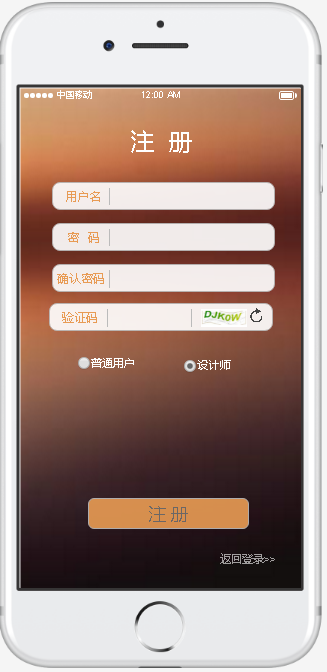 中国移动 12:00 AM
注 册
用户名
密 码
确认密码
验证码 DJKoW
普通用户 设计师
注 册
返回登录>>